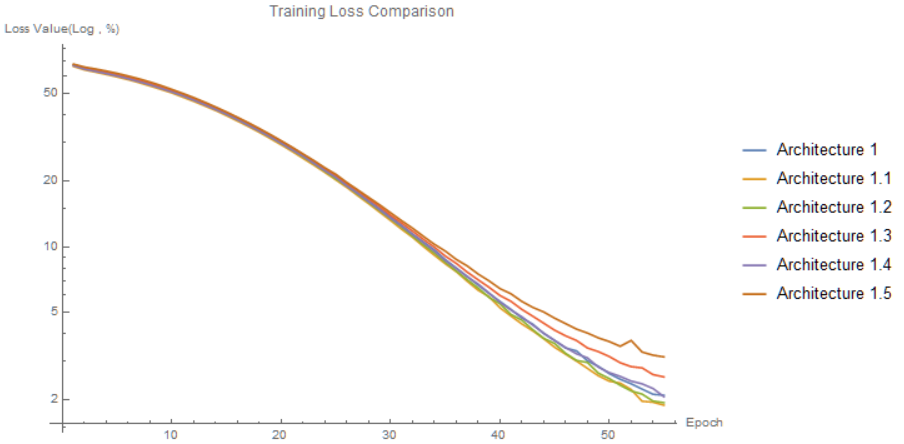 Training Loss Comparison
Loss Value(Log , %)
50
20
10
5
2
10 20 30 40 50
Epoch
Architecture 1
Architecture 1.1
Architecture 1.2
Architecture 1.3
Architecture 1.4
Architecture 1.5